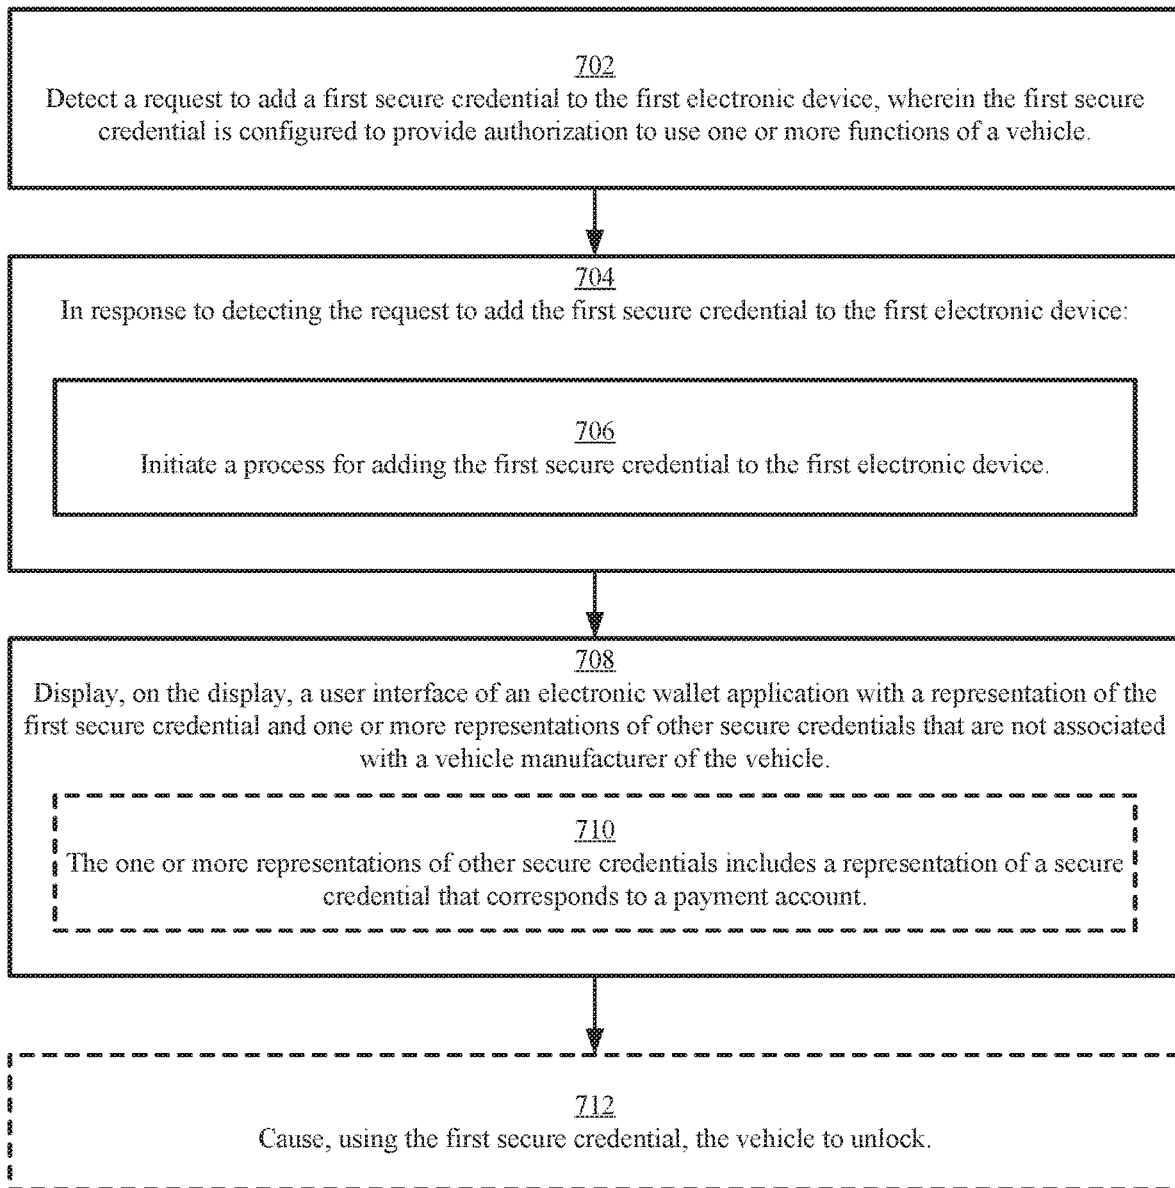 702
Detect a request to add a first secure credential to the first electronic device, wherein the first secure
credential is configured to provide authorization to use one or more functions of a vehicle.
704
In response to detecting the request to add the first secure credential to the first electronic device:
706
Initiate a process for adding the first secure credential to the first electronic device.
708
Display, on the display, a user interface of an electronic wallet application with a representation of the
first secure credential and one or more representations of other secure credentials that are not associated
with a vehicle manufacturer of the vehicle.
710
The one or more representations of other secure credentials includes a representation of a secure
credential that corresponds to a payment account.
712
Cause, using the first secure credential, the vehicle to unlock.